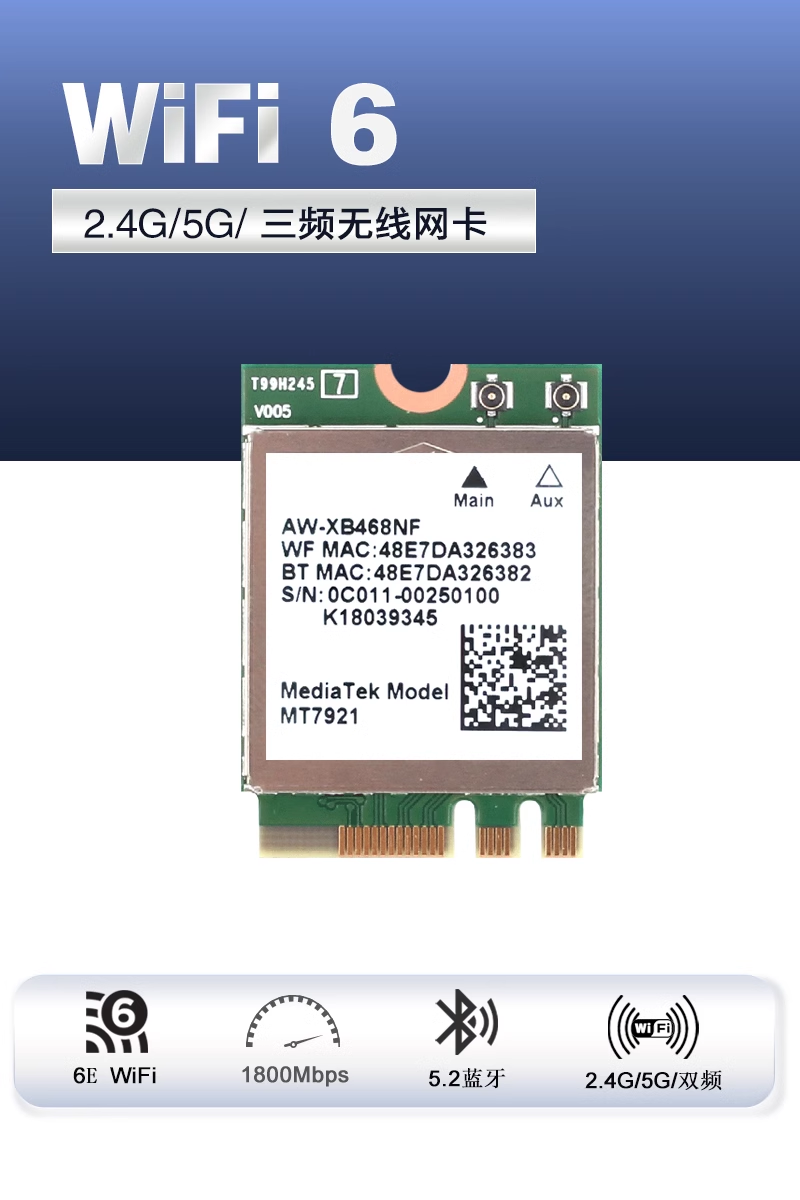 WiFi 6
2.4G/5G/ 三频无线网卡
T99H245 7
V005
Main Aux
AW-XB468NF
WF MAC:48E7DA326383
BT MAC:48E7DA326382
S/N: 0C011-00250100
K18039345
MediaTek Model
MT7921
6
6E WiFi
1800Mbps
5.2蓝牙
WiFi
2.4G/5G/双频